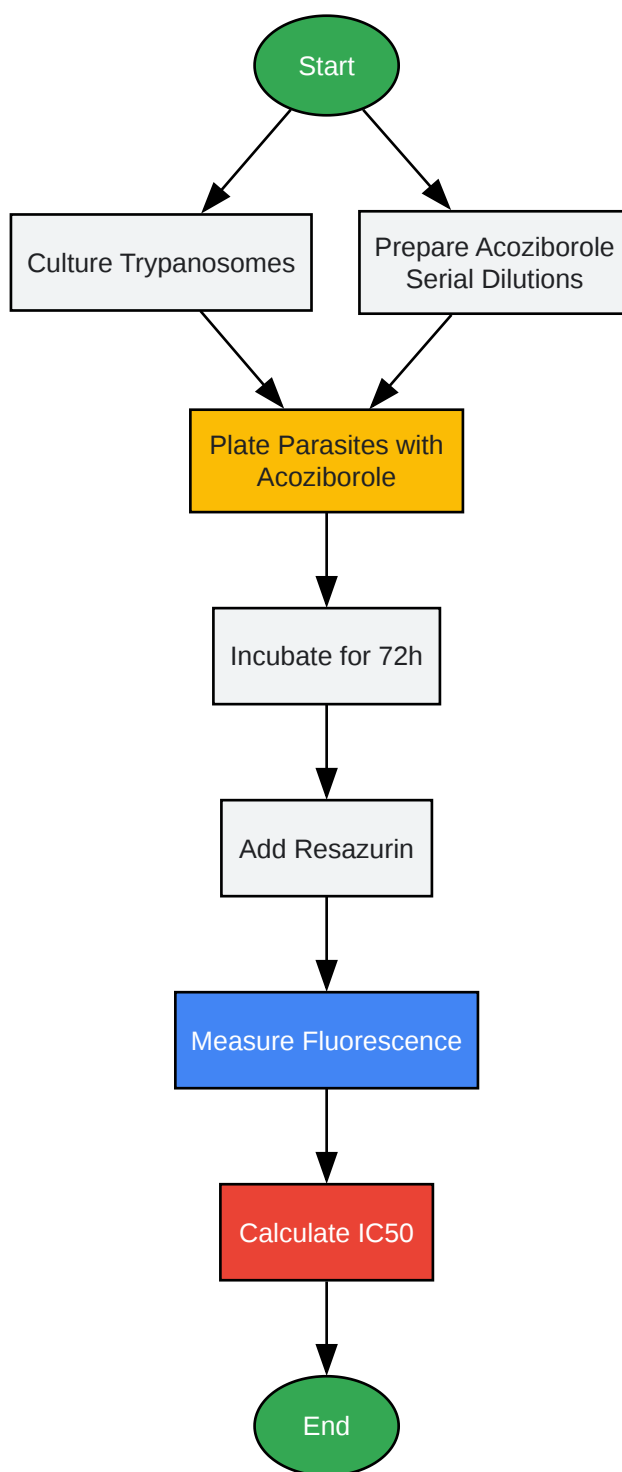 Start
Culture Trypanosomes
Prepare Acoziborole
Serial Dilutions
Plate Parasites with
Acoziborole
Incubate for 72h
Add Resazurin
Measure Fluorescence
Calculate IC50
End